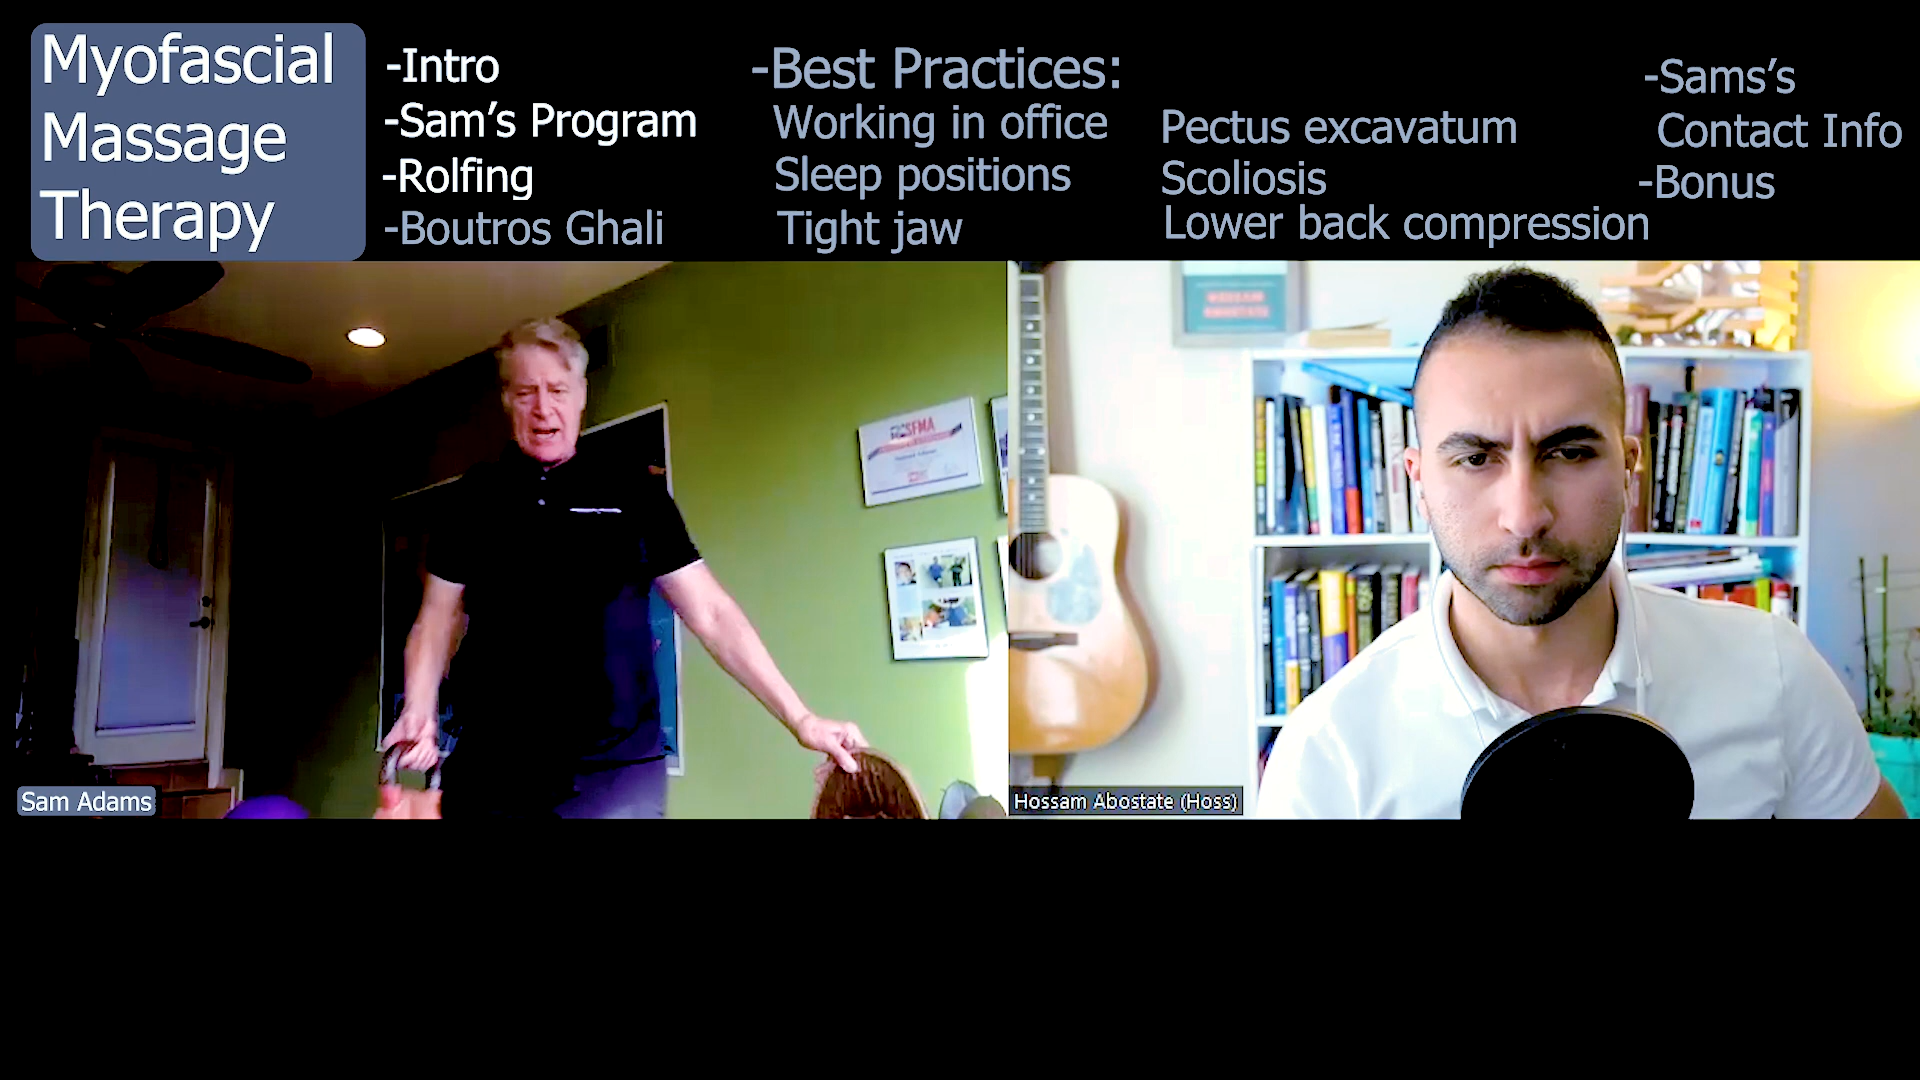 Myofascial
Massage
Therapy
-Intro
-Sam’s Program
-Rolfing
-Boutros Ghali
-Best Practices:
Working in office
Sleep positions
Tight jaw
Pectus excavatum
Scoliosis
Lower back compression
-Sams’s
Contact Info
-Bonus
SFMA
Sam Adams
Hossam Abostate (Hoss)